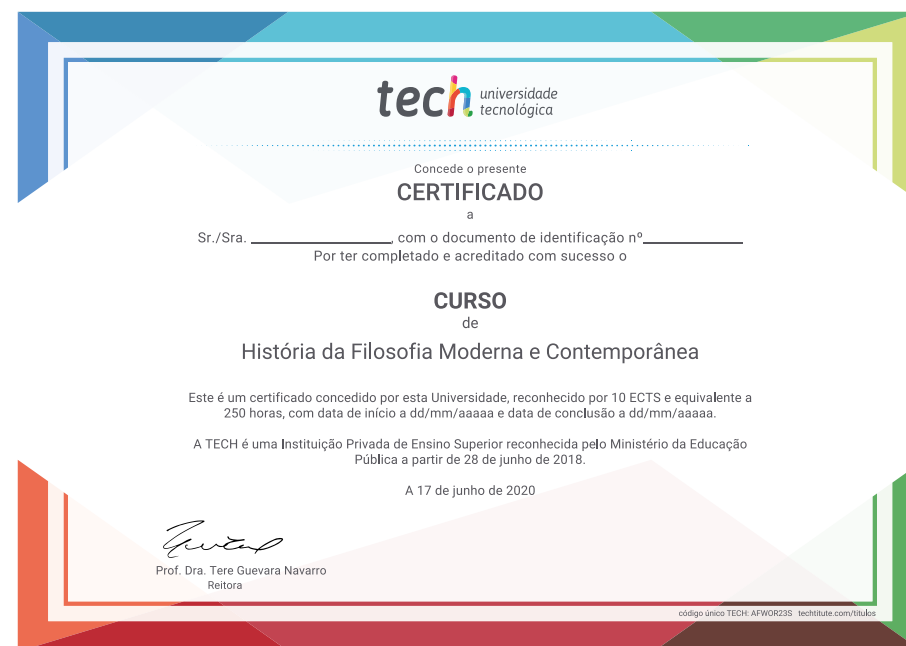 tech universidade
tecnológica
Concede o presente
CERTIFICADO
a
Sr./Sra. ____________________, com o documento de identificação nº______________
Por ter completado e acreditado com sucesso o
CURSO
de
História da Filosofia Moderna e Contemporânea
Este é um certificado concedido por esta Universidade, reconhecido por 10 ECTS e equivalente a
250 horas, com data de início a dd/mm/aaaaa e data de conclusão a dd/mm/aaaaa.
A TECH é uma Instituição Privada de Ensino Superior reconhecida pelo Ministério da Educação
Pública a partir de 28 de junho de 2018.
A 17 de junho de 2020
Prof. Dra. Tere Guevara Navarro
Reitora
código único TECH: AFWOR23S techtitute.com/titulos